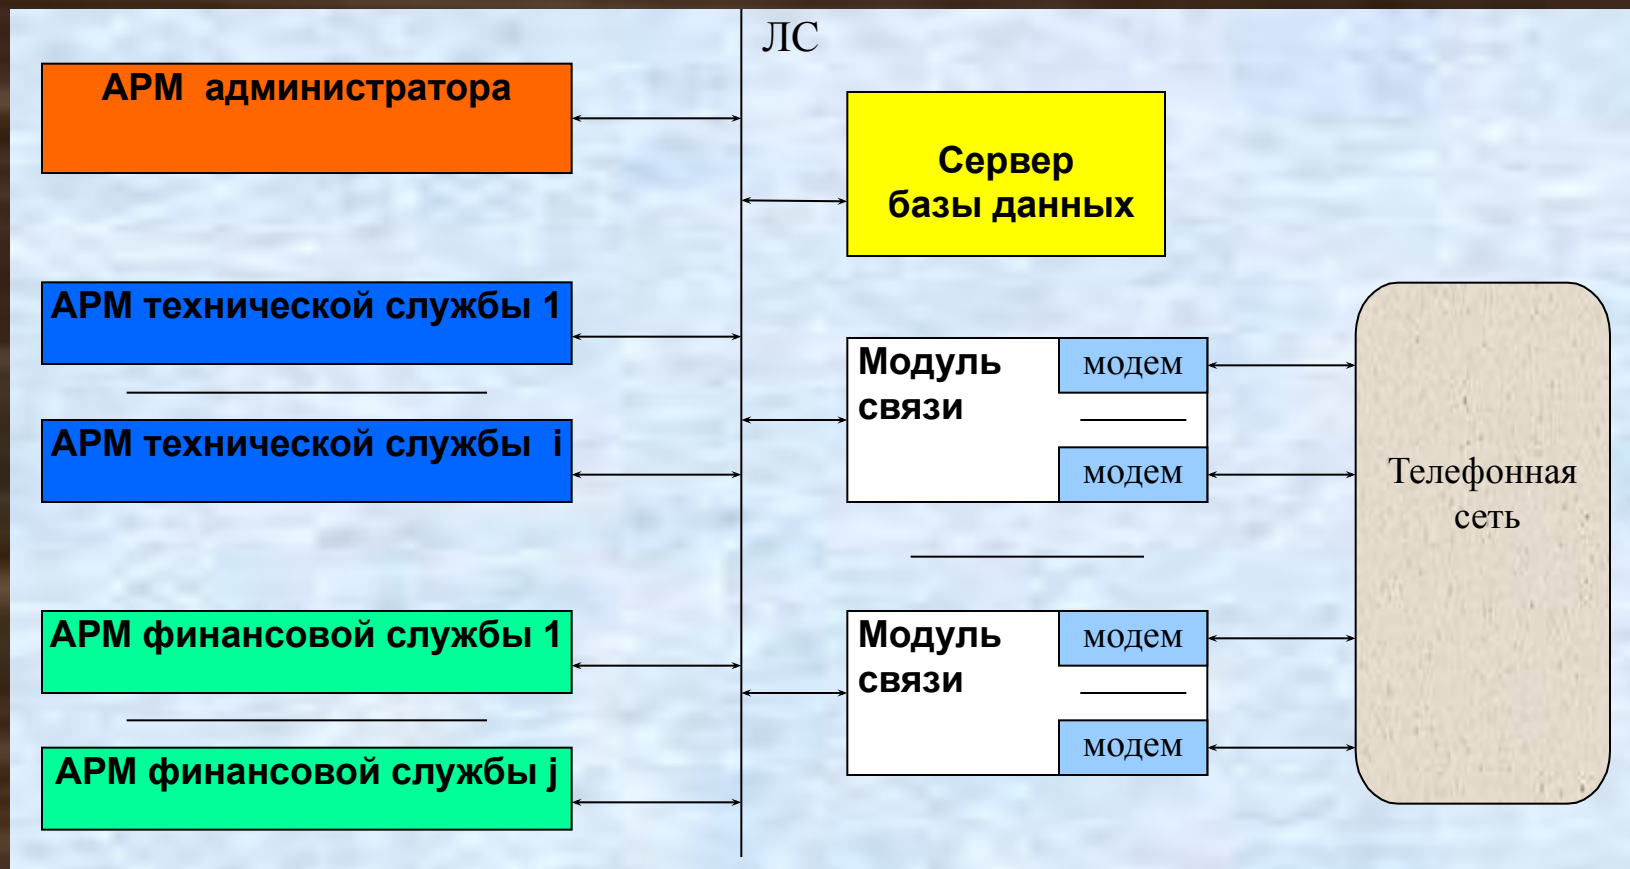 ЛС
АРМ администратора
Сервер
базы данных
АРМ технической службы 1
АРМ технической службы i
АРМ финансовой службы 1
АРМ финансовой службы j
Модуль
связи
модем
модем
Модуль
связи
модем
модем
Телефонная
сеть